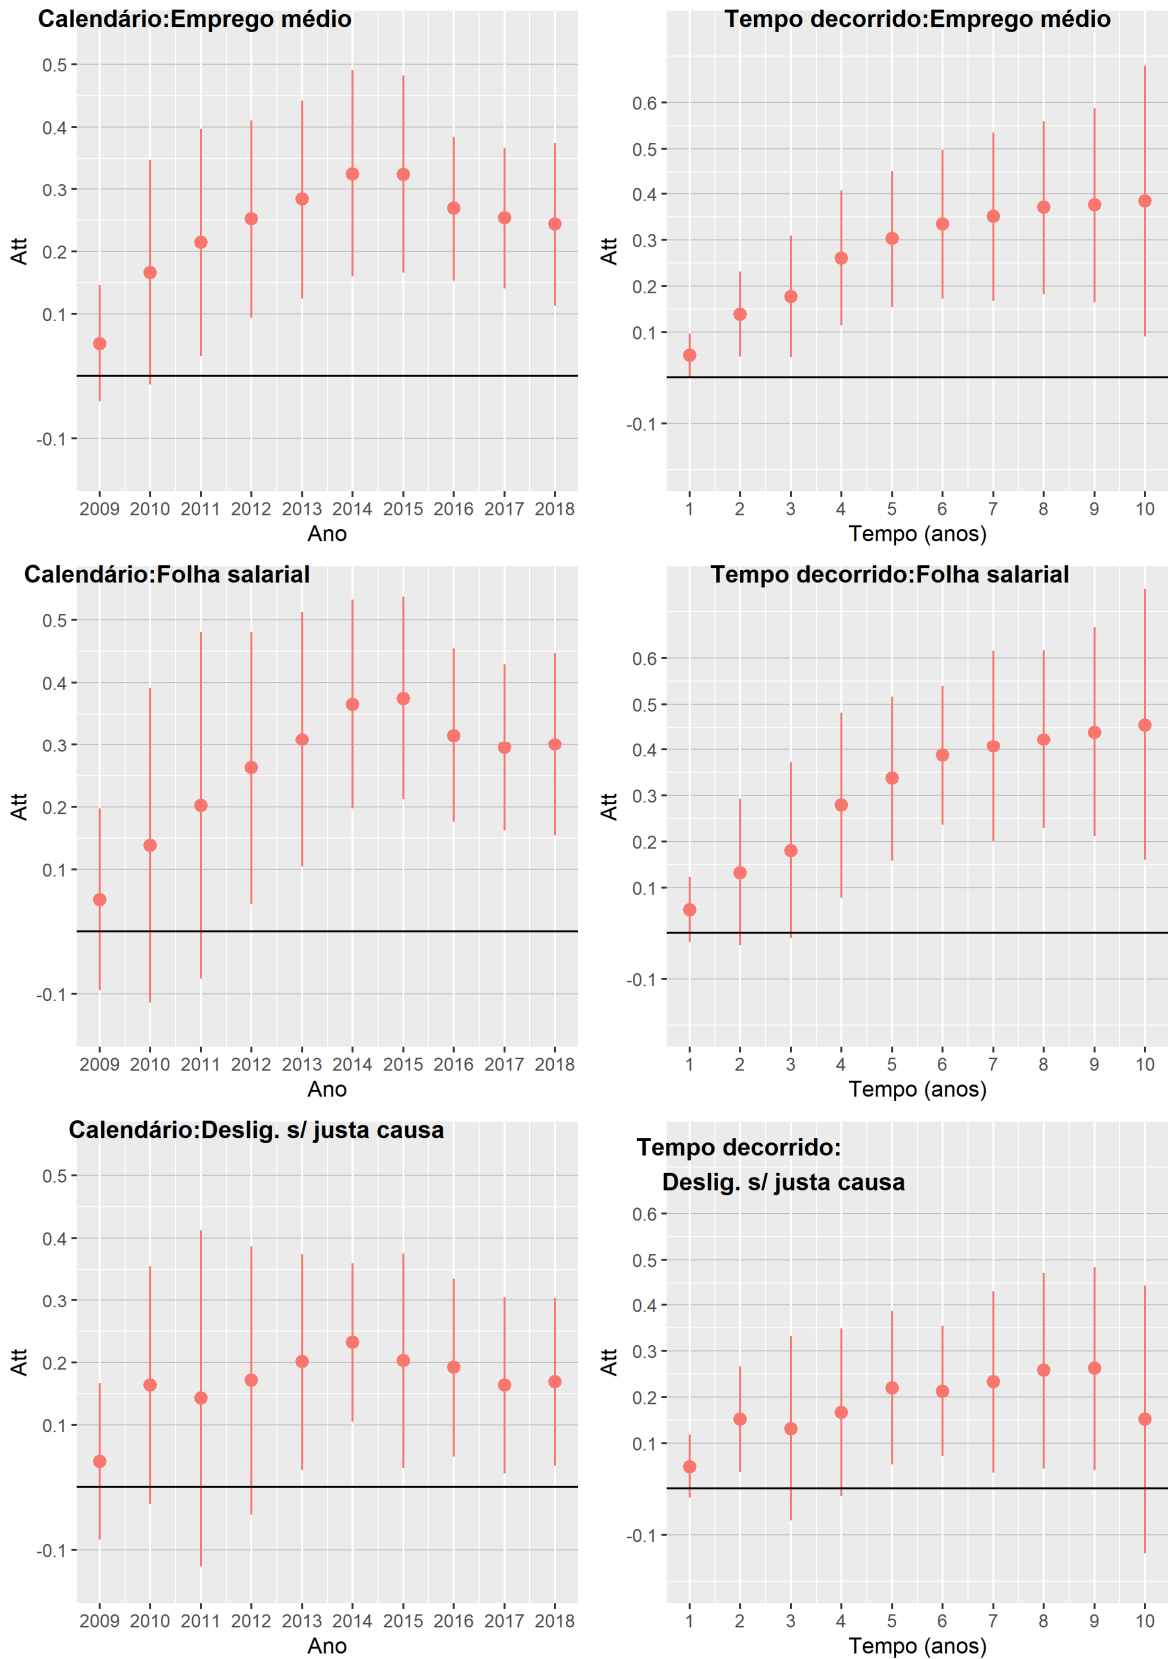 Calendário:Emprego médio
0.5
0.4
0.3
0.2
0.1
-0.1
Att
2009 2010 2011 2012 2013 2014 2015 2016 2017 2018
Ano
Tempo decorrido:Emprego médio
0.6
0.5
0.4
0.3
0.2
0.1
-0.1
Att
1 2 3 4 5 6 7 8 9 10
Tempo (anos)
Calendário:Folha salarial
0.5
0.4
0.3
0.2
0.1
-0.1
Att
2009 2010 2011 2012 2013 2014 2015 2016 2017 2018
Ano
Tempo decorrido:Folha salarial
0.6
0.5
0.4
0.3
0.2
0.1
-0.1
Att
1 2 3 4 5 6 7 8 9 10
Tempo (anos)
Calendário:Deslig. s/ justa causa
0.5
0.4
0.3
0.2
0.1
-0.1
Att
2009 2010 2011 2012 2013 2014 2015 2016 2017 2018
Ano
Tempo decorrido:
Deslig. s/ justa causa
0.6
0.5
0.4
0.3
0.2
0.1
-0.1
Att
1 2 3 4 5 6 7 8 9 10
Tempo (anos)